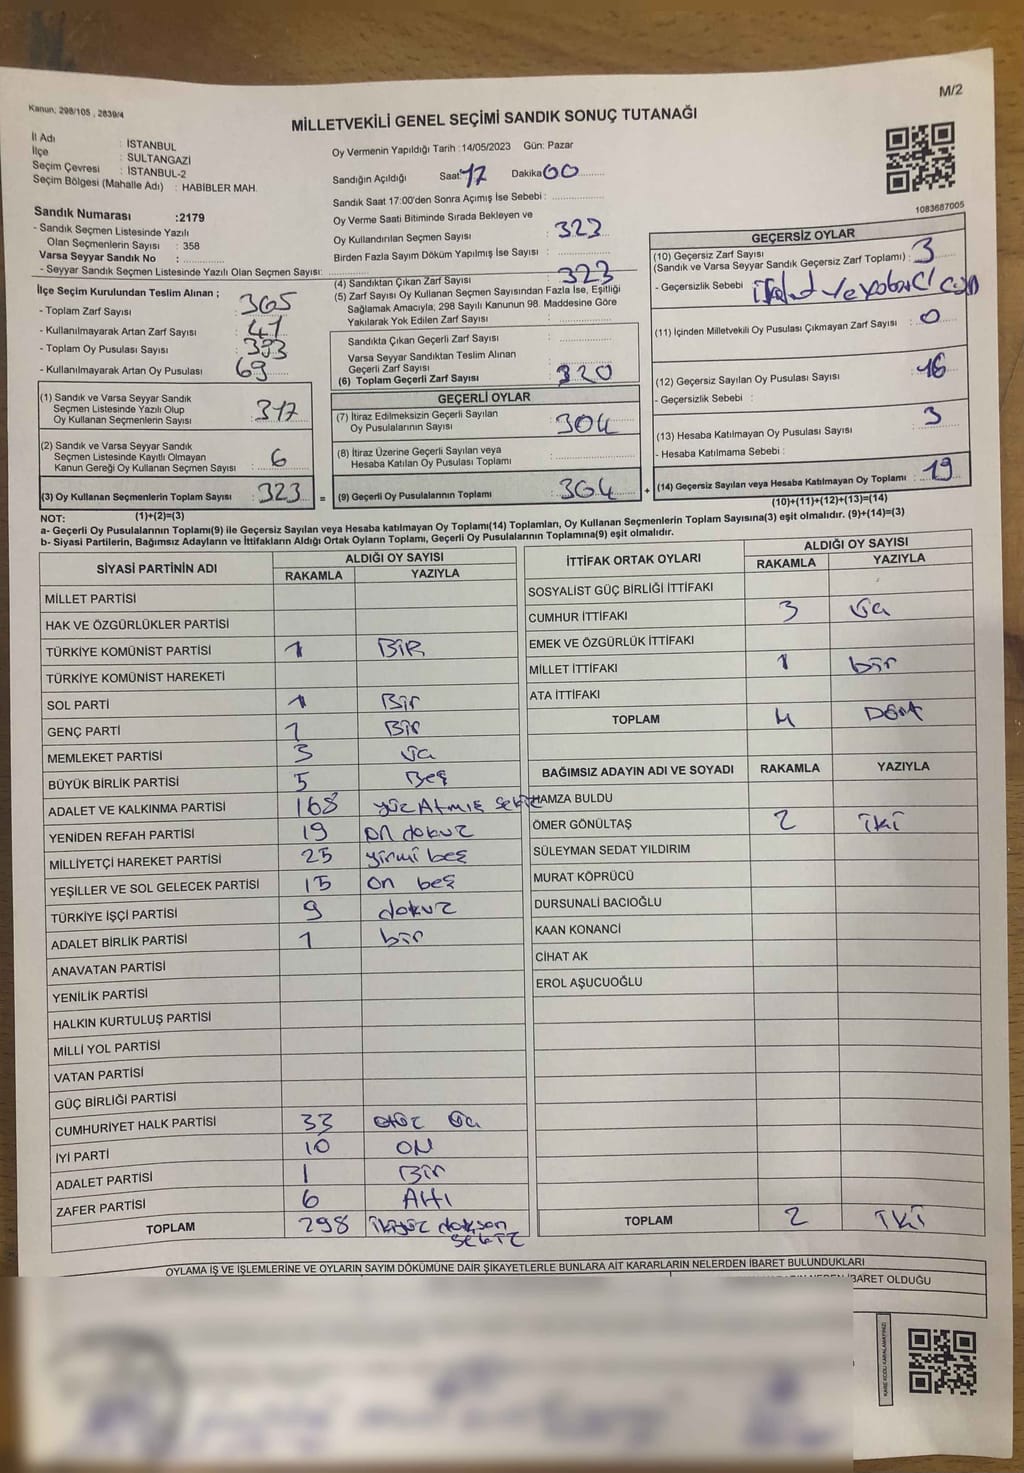 M/2
Kanun: 298/105 , 2839/4
MİLLETVEKİLİ GENEL SEÇİMİ SANDIK SONUÇ TUTANAĞI
İl Adı : İSTANBUL
İlçe : SULTANGAZİ
Seçim Çevresi : İSTANBUL-2
Seçim Bölgesi (Mahalle Adı) : HABİBLER MAH.
Sandık Numarası :2179
- Sandık Seçmen Listesinde Yazılı
Olan Seçmenlerin Sayısı : 358
Varsa Seyyar Sandık No :
- Seyyar Sandık Seçmen Listesinde Yazılı Olan Seçmen Sayısı:
Oy Vermenin Yapıldığı Tarih :14/05/2023 Gün: Pazar
Sandığın Açıldığı Saat 17 Dakika 00
Sandık Saat 17:00'den Sonra Açımış İse Sebebi :
Oy Verme Saati Bitiminde Sırada Bekleyen ve
Oy Kullandırılan Seçmen Sayısı : 323
Birden Fazla Sayım Döküm Yapılmış İse Sayısı :
1083687005
İlçe Seçim Kurulundan Teslim Alınan ;
- Toplam Zarf Sayısı : 365
- Kullanılmayarak Artan Zarf Sayısı : 41
- Toplam Oy Pusulası Sayısı : 393
- Kullanılmayarak Artan Oy Pusulası : 69
(1) Sandık ve Varsa Seyyar Sandık
Seçmen Listesinde Yazılı Olup
Oy Kullanan Seçmenlerin Sayısı : 317
(2) Sandık ve Varsa Seyyar Sandık
Seçmen Listesinde Kayıtlı Olmayan
Kanun Gereği Oy Kullanan Seçmen Sayısı : 6
(3) Oy Kullanan Seçmenlerin Toplam Sayısı : 323 =
(1)+(2)=(3)
(4) Sandıktan Çıkan Zarf Sayısı : 323
(5) Zarf Sayısı Oy Kullanan Seçmen Sayısından Fazla İse, Eşitliği
Sağlamak Amacıyla, 298 Sayılı Kanunun 98. Maddesine Göre
Yakılarak Yok Edilen Zarf Sayısı :
Sandıkta Çıkan Geçerli Zarf Sayısı :
Varsa Seyyar Sandıktan Teslim Alınan
Geçerli Zarf Sayısı :
(6) Toplam Geçerli Zarf Sayısı : 320
GEÇERLİ OYLAR
(7) İtiraz Edilmeksizin Geçerli Sayılan
Oy Pusulalarının Sayısı : 304
(8) İtiraz Üzerine Geçerli Sayılan veya
Hesaba Katılan Oy Pusulası Toplamı :
(9) Geçerli Oy Pusulalarının Toplamı : 304 +
GEÇERSİZ OYLAR
(10) Geçersiz Zarf Sayısı
(Sandık ve Varsa Seyyar Sandık Geçersiz Zarf Toplamı) : 3
- Geçersizlik Sebebi :
(11) İçinden Milletvekili Oy Pusulası Çıkmayan Zarf Sayısı : 0
(12) Geçersiz Sayılan Oy Pusulası Sayısı : 16
- Geçersizlik Sebebi :
(13) Hesaba Katılmayan Oy Pusulası Sayısı : 3
- Hesaba Katılmama Sebebi :
(14) Geçersiz Sayılan veya Hesaba Katılmayan Oy Toplamı : 19
(10)+(11)+(12)+(13)=(14)
NOT:
a- Geçerli Oy Pusulalarının Toplamı(9) ile Geçersiz Sayılan veya Hesaba katılmayan Oy Toplamı(14) Toplamları, Oy Kullanan Seçmenlerin Toplam Sayısına(3) eşit olmalıdır. (9)+(14)=(3)
b- Siyasi Partilerin, Bağımsız Adayların ve İttifakların Aldığı Ortak Oyların Toplamı, Geçerli Oy Pusulalarının Toplamına(9) eşit olmalıdır.
SİYASİ PARTİNİN ADI ALDIĞI OY SAYISI
RAKAMLA YAZIYLA
MİLLET PARTİSİ
HAK VE ÖZGÜRLÜKLER PARTİSİ
TÜRKİYE KOMÜNİST PARTİSİ 1 BİR
TÜRKİYE KOMÜNİST HAREKETİ
SOL PARTİ 1 Bir
GENÇ PARTİ 1 Bir
MEMLEKET PARTİSİ 3 Üç
BÜYÜK BİRLİK PARTİSİ 5 Beş
ADALET VE KALKINMA PARTİSİ 168 yüz Atmış Sekiz
YENİDEN REFAH PARTİSİ 19 on dokuz
MİLLİYETÇİ HAREKET PARTİSİ 25 yirmi beş
YEŞİLLER VE SOL GELECEK PARTİSİ 15 on beş
TÜRKİYE İŞÇİ PARTİSİ 9 dokuz
ADALET BİRLİK PARTİSİ 1 bir
ANAVATAN PARTİSİ
YENİLİK PARTİSİ
HALKIN KURTULUŞ PARTİSİ
MİLLİ YOL PARTİSİ
VATAN PARTİSİ
GÜÇ BİRLİĞİ PARTİSİ
CUMHURİYET HALK PARTİSİ 33 otuz Üç
İYİ PARTİ 10 ON
ADALET PARTİSİ 1 Bir
ZAFER PARTİSİ 6 Altı
TOPLAM 298 ikiyüz doksan
sekiz
İTTİFAK ORTAK OYLARI ALDIĞI OY SAYISI
RAKAMLA YAZIYLA
SOSYALİST GÜÇ BİRLİĞİ İTTİFAKI
CUMHUR İTTİFAKI 3 Üç
EMEK VE ÖZGÜRLÜK İTTİFAKI
MİLLET İTTİFAKI 1 bir
ATA İTTİFAKI
TOPLAM 4 Dört
BAĞIMSIZ ADAYIN ADI VE SOYADI RAKAMLA YAZIYLA
HAMZA BULDU
ÖMER GÖNÜLTAŞ 2 iki
SÜLEYMAN SEDAT YILDIRIM
MURAT KÖPRÜCÜ
DURSUNALİ BACIOĞLU
KAAN KONANCİ
CİHAT AK
EROL AŞUCUOĞLU
TOPLAM 2 iki
OYLAMA İŞ VE İŞLEMLERİNE VE OYLARIN SAYIM DÖKÜMÜNE DAİR ŞİKAYETLERLE BUNLARA AİT KARARLARIN NELERDEN İBARET BULUNDUKLARI
İBARET OLDUĞU